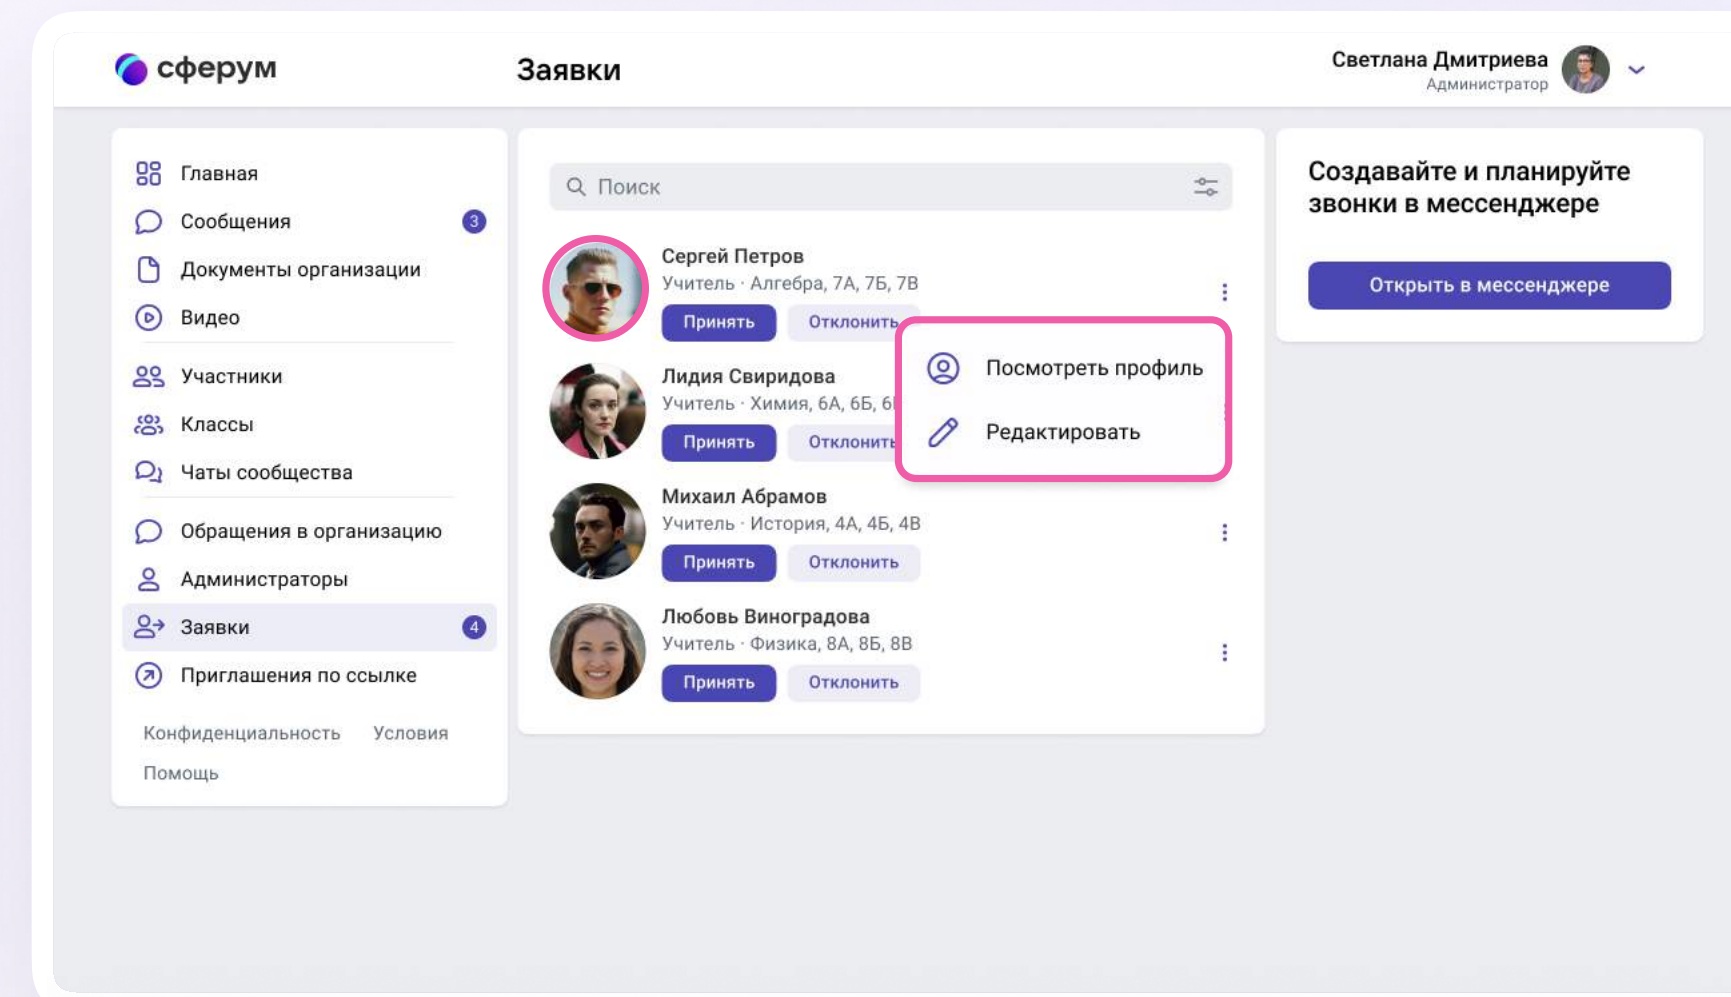 сферум
Заявки
Светлана Дмитриева
Администратор
Главная
Сообщения
3
Документы организации
Видео
Участники
Классы
Чаты сообщества
Обращения в организацию
Администраторы
Заявки
4
Приглашения по ссылке
Конфиденциальность Условия
Помощь
Поиск
Сергей Петров
Учитель · Алгебра, 7А, 7Б, 7В
Принять Отклонить
Лидия Свиридова
Учитель · Химия, 6А, 6Б,
Принять Отклонить
Посмотреть профиль
Редактировать
Михаил Абрамов
Учитель · История, 4А, 4Б, 4В
Принять Отклонить
Любовь Виноградова
Учитель · Физика, 8А, 8Б, 8В
Принять Отклонить
Создавайте и планируйте
звонки в мессенджере
Открыть в мессенджере